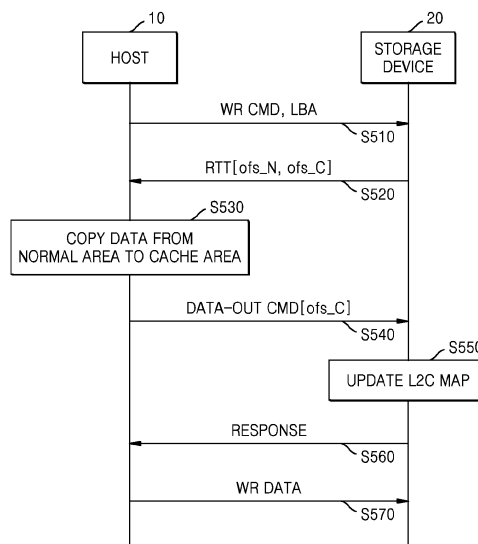 10
20
HOST
STORAGE
DEVICE
WR CMD, LBA
S510
RTT[ofs_N, ofs_C]
S520
S530
COPY DATA FROM
NORMAL AREA TO CACHE AREA
DATA-OUT CMD[ofs_C]
S540
S550
UPDATE L2C MAP
RESPONSE
S560
WR DATA
S570